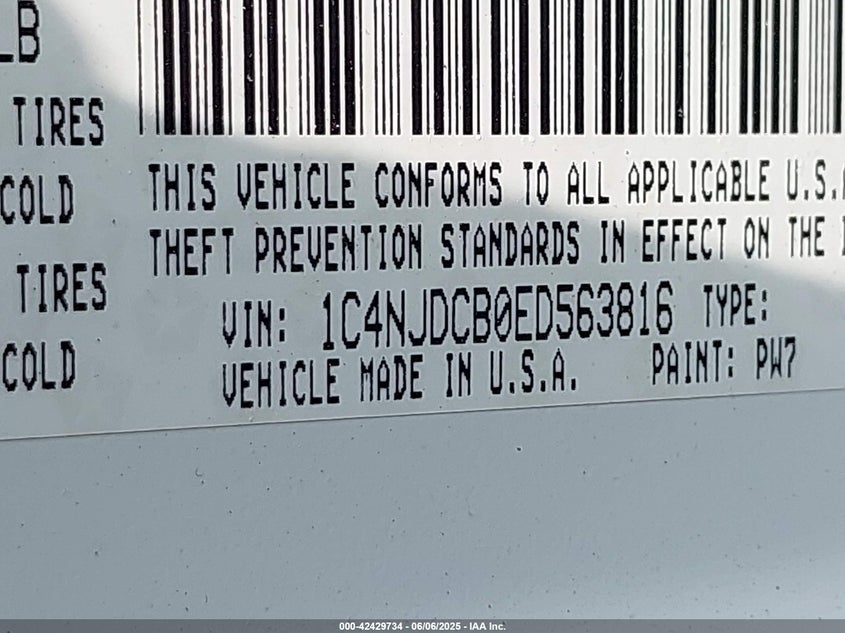 LB
TIRES
COLD
TIRES
COLD
THIS VEHICLE CONFORMS TO ALL APPLICABLE U.S.
THEFT PREVENTION STANDARDS IN EFFECT ON THE
VIN: 1C4NJDCB0ED563816 TYPE:
VEHICLE MADE IN U.S.A. PAINT: PW7
000-42429734 - 06/06/2025 - IAA Inc.